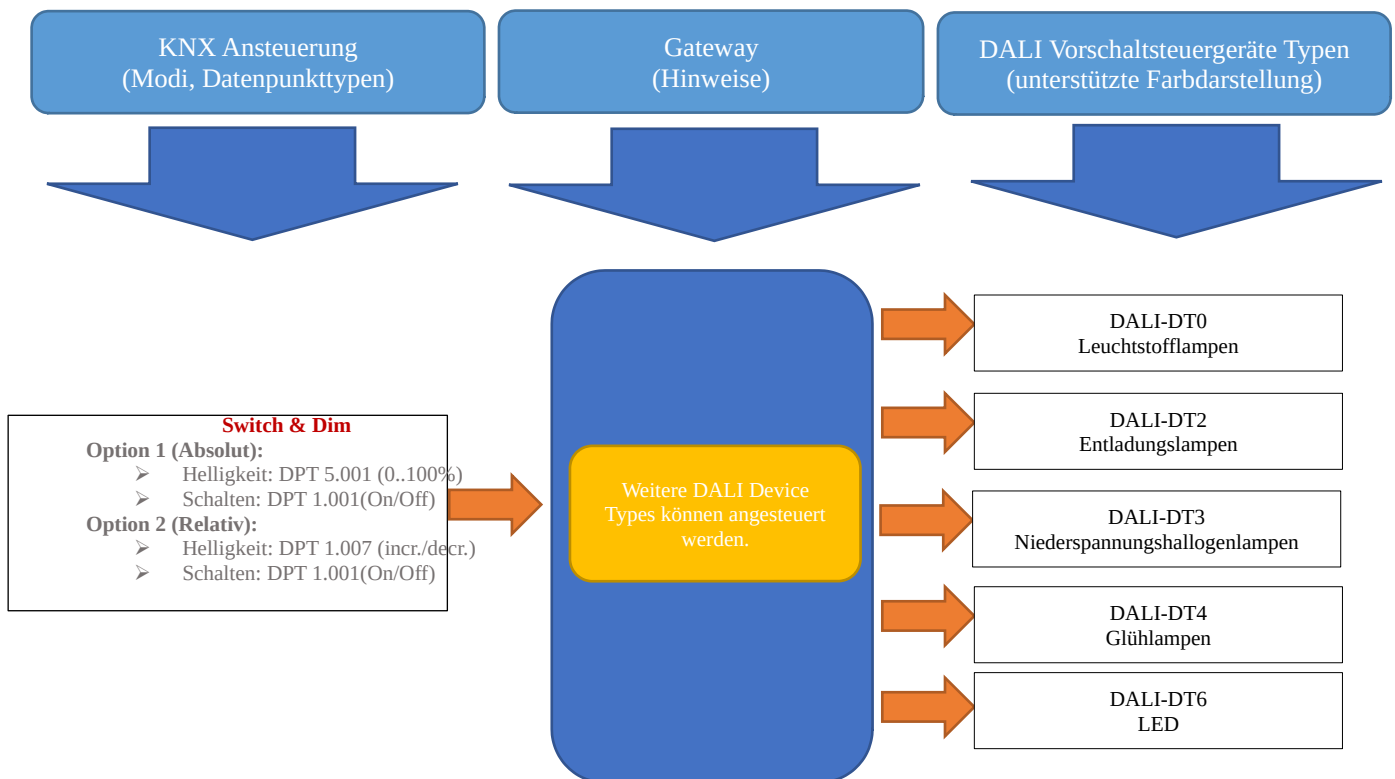 KNX Ansteuerung
(Modi, Datenpunkttypen)
Gateway
(Hinweise)
DALI Vorschaltsteuergeräte Typen
(unterstützte Farbdarstellung)
Switch & Dim
Option 1 (Absolut):
➢ Helligkeit: DPT 5.001 (0..100%)
➢ Schalten: DPT 1.001(On/Off)
Option 2 (Relativ):
➢ Helligkeit: DPT 1.007 (incr./decr.)
➢ Schalten: DPT 1.001(On/Off)
Weitere DALI Device
Types können angesteuert
werden.
DALI-DT0
Leuchtstofflampen
DALI-DT2
Entladungslampen
DALI-DT3
Niederspannungshallogenlampen
DALI-DT4
Glühlampen
DALI-DT6
LED